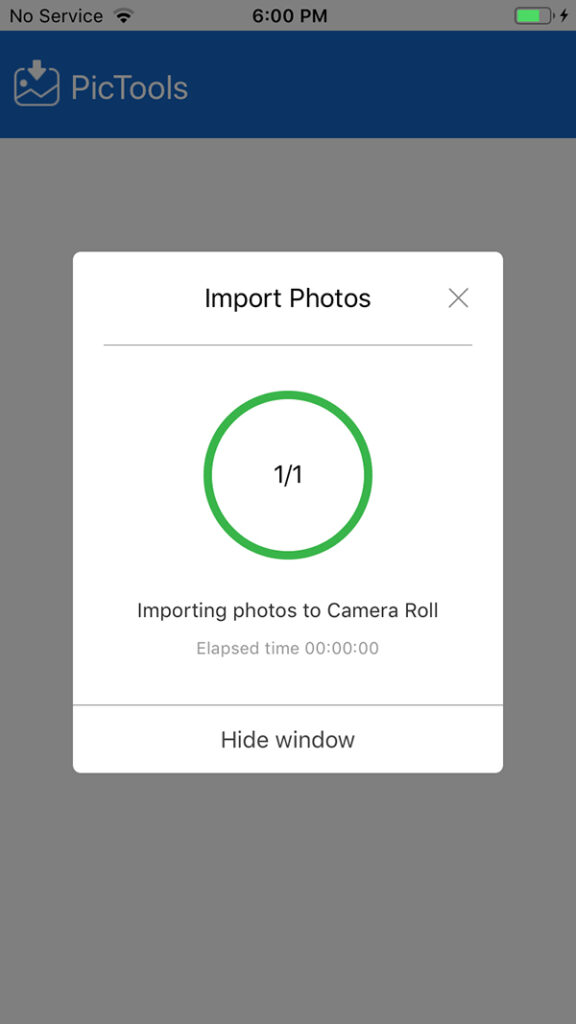 No Service 6:00 PM
PicTools
Import Photos
1/1
Importing photos to Camera Roll
Elapsed time 00:00:00
Hide window